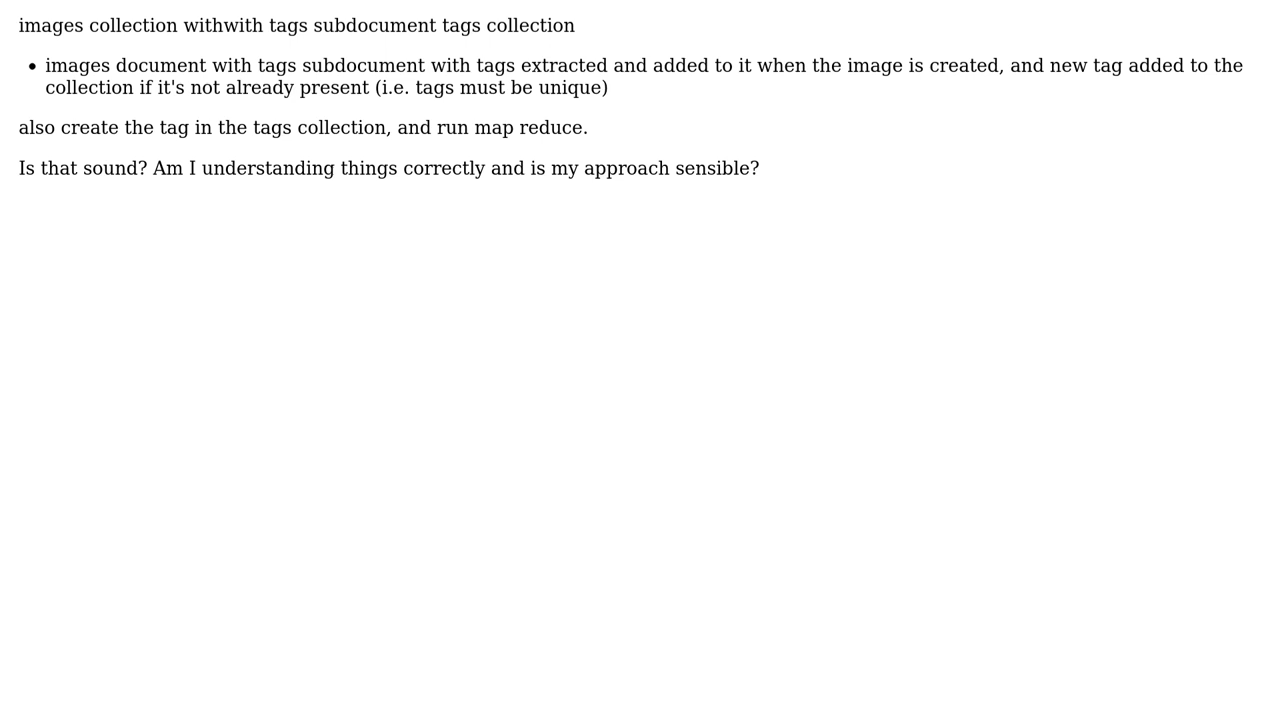 images collection withwith tags subdocument tags collection
• images document with tags subdocument with tags extracted and added to it when the image is created, and new tag added to the
collection if it's not already present (i.e. tags must be unique)
also create the tag in the tags collection, and run map reduce.
Is that sound? Am I understanding things correctly and is my approach sensible?